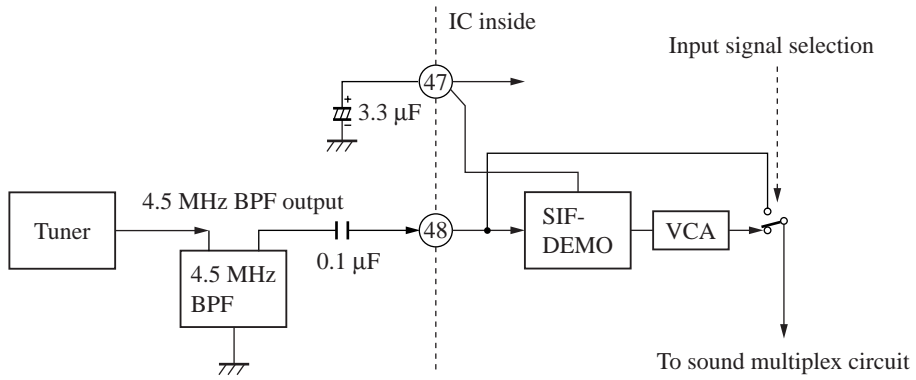 IC inside
Input signal selection
47
+
3.3 μF
−
4.5 MHz BPF output
Tuner
48
SIF-
DEMO
VCA
0.1 μF
4.5 MHz
BPF
To sound multiplex circuit